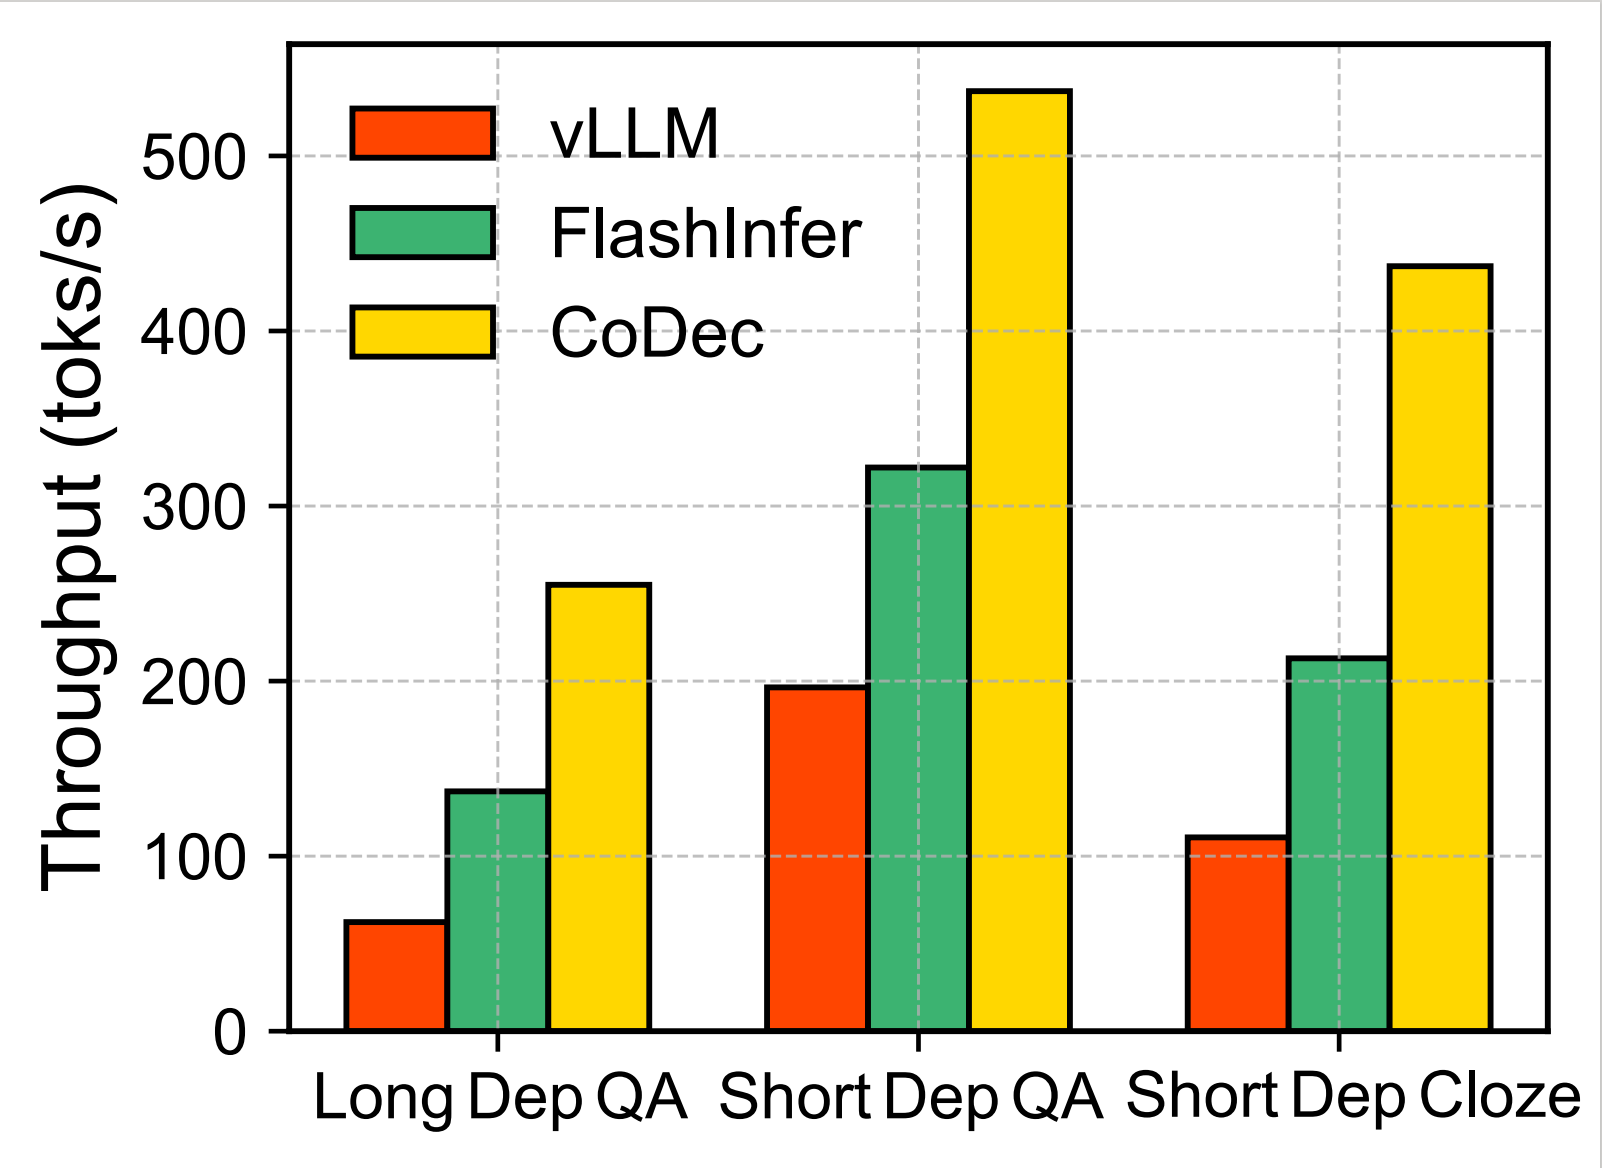 Throughput (toks/s)
500
400
300
200
100
0
vLLM
FlashInfer
CoDec
Long Dep QA
Short Dep QA
Short Dep Cloze